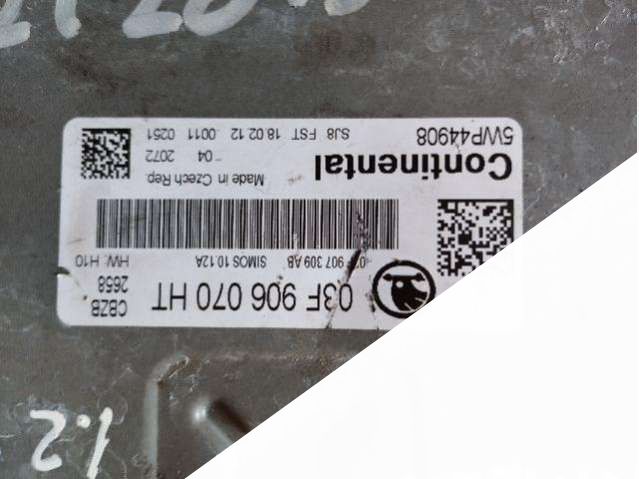 03F 906 070 HT
CBZB
2658
03F 907 309 AB SIMOS 10.12A HW: H10
Continental Made in Czech Rep.
04 2072
5WP44908 SJ8 FST 18.02.12 0011 0251
1.2